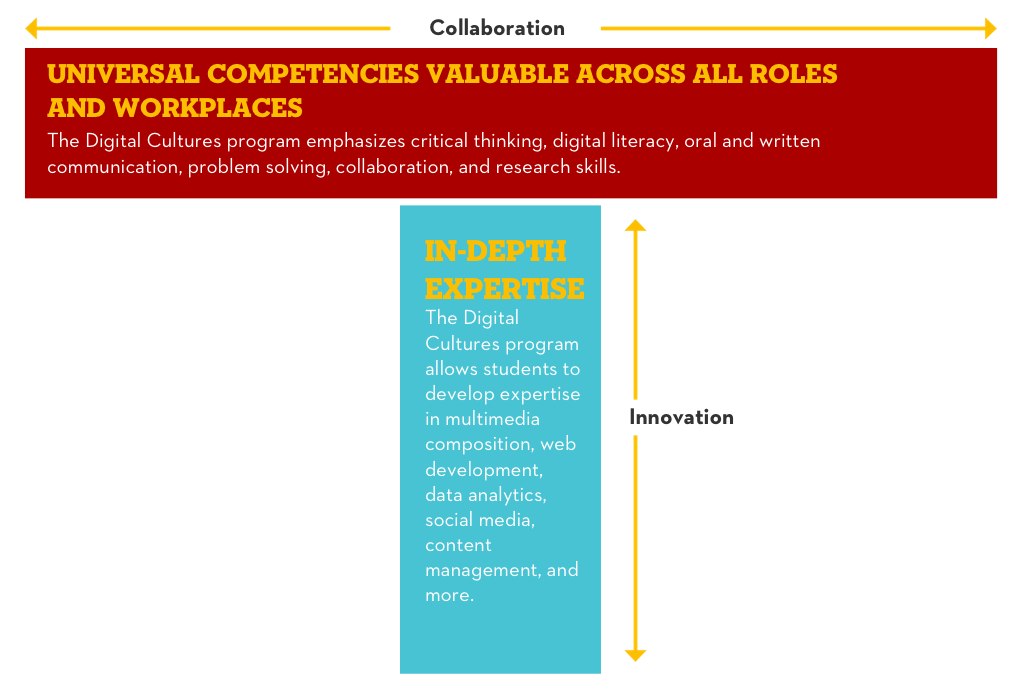 Collaboration
UNIVERSAL COMPETENCIES VALUABLE ACROSS ALL ROLES
AND WORKPLACES
The Digital Cultures program emphasizes critical thinking, digital literacy, oral and written
communication, problem solving, collaboration, and research skills.
IN-DEPTH
EXPERTISE
The Digital
Cultures program
allows students to
develop expertise
in multimedia
composition, web
development,
data analytics,
social media,
content
management, and
more.
Innovation